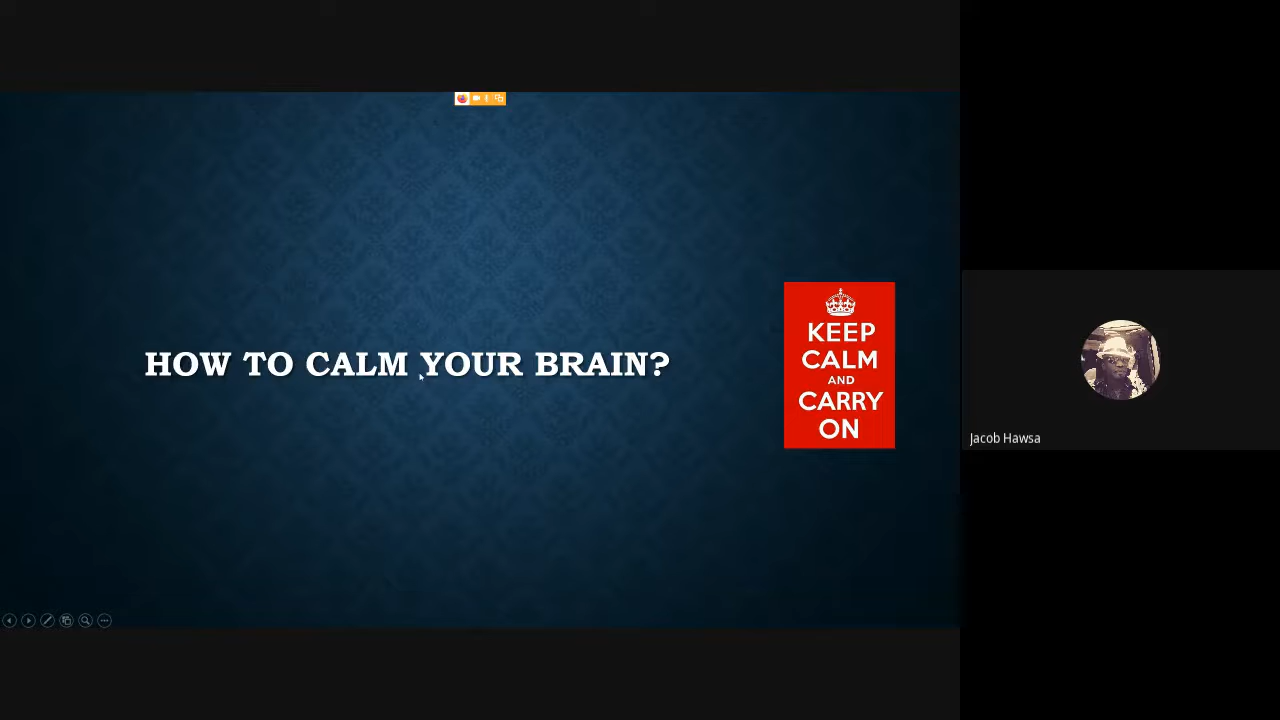 HOW TO CALM YOUR BRAIN?
KEEP
CALM
AND
CARRY
ON
Jacob Hawsa